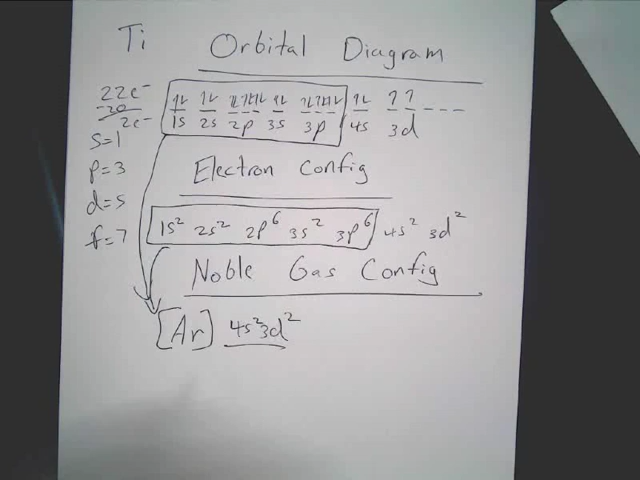 Ti Orbital Diagram
22e-
-20
2e-
1s 2s 2p 3s 3p 4s 3d
s=1
p=3
d=5
f=7
Electron Config
1s² 2s² 2p⁶ 3s² 3p⁶ 4s² 3d²
Noble Gas Config
[Ar] 4s²3d²